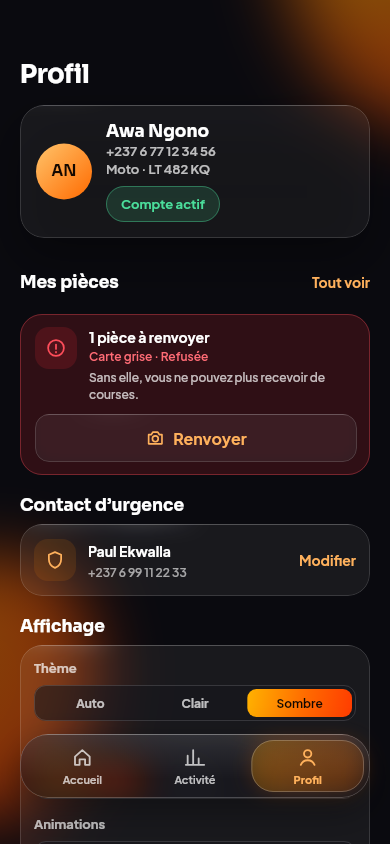 Profil
AN
Awa Ngono
+237 6 77 12 34 56
Moto · LT 482 KQ
Compte actif
Mes pièces
Tout voir
1 pièce à renvoyer
Carte grise · Refusée
Sans elle, vous ne pouvez plus recevoir de
courses.
Renvoyer
Contact d’urgence
Paul Ekwalla
+237 6 99 11 22 33
Modifier
Affichage
Thème
Auto
Clair
Sombre
Accueil
Activité
Profil
Animations